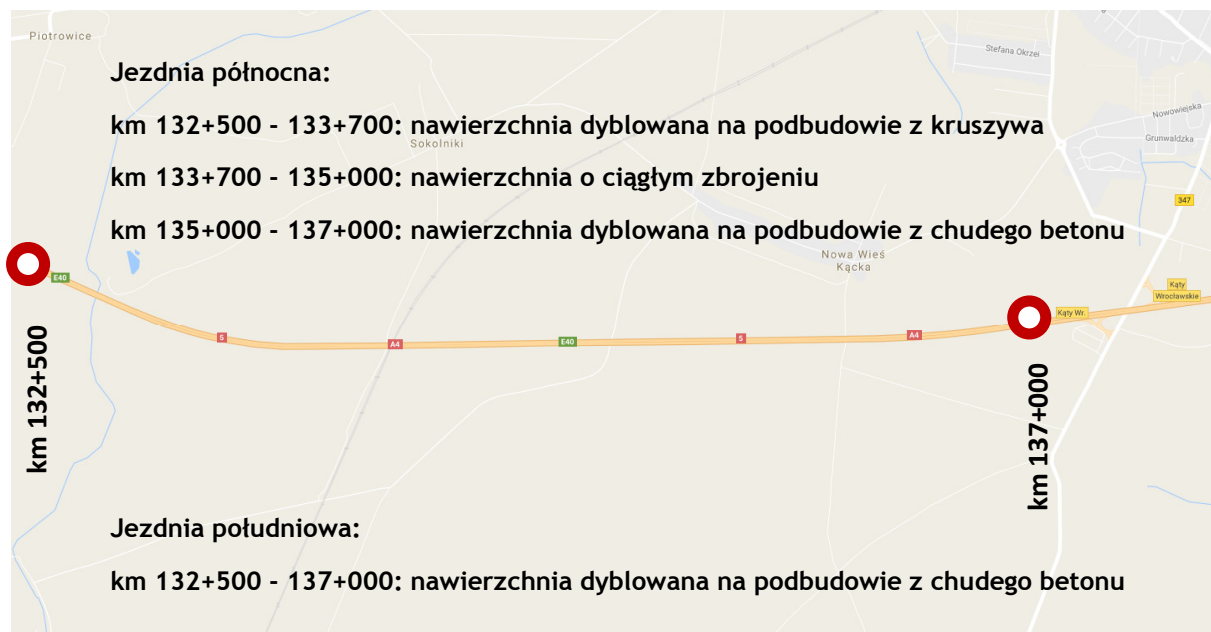 Piotrowice
Stefana Okrzei
Jezdnia północna:
Nowowiejska
km 132+500 - 133+700: nawierzchnia dyblowana na podbudowie z kruszywa
Grunwaldzka
Sokolniki
km 133+700 - 135+000: nawierzchnia o ciągłym zbrojeniu
347
km 135+000 - 137+000: nawierzchnia dyblowana na podbudowie z chudego betonu
Nowa Wieś
Kącka
E40
Kąty
Wrocławskie
Kąty Wr.
5
A4
E40
5
A4
km 132+500
km 137+000
Jezdnia południowa:
km 132+500 - 137+000: nawierzchnia dyblowana na podbudowie z chudego betonu